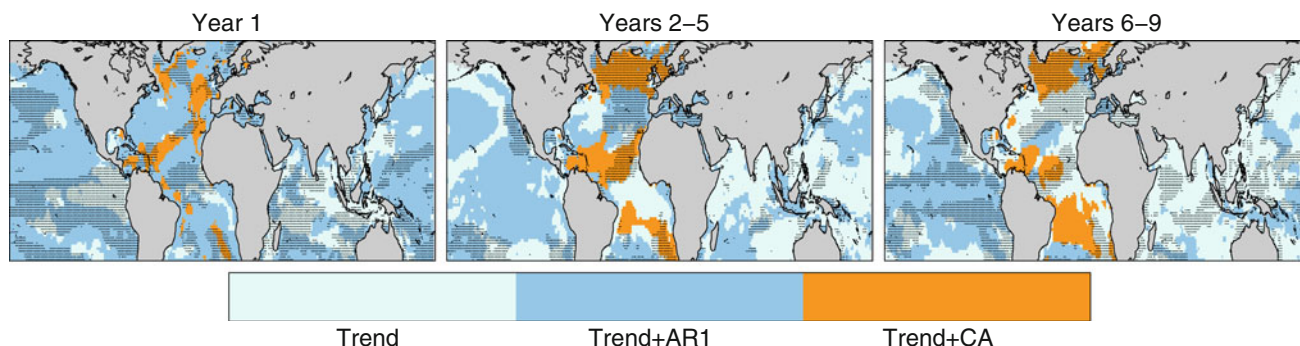 Year 1
Years 2–5
Years 6–9
Trend
Trend+AR1
Trend+CA